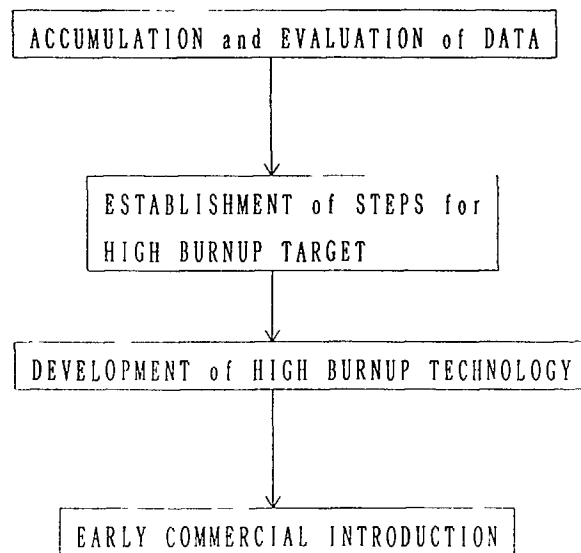 ACCUMULATION and EVALUATION of DATA
ESTABLISHMENT of STEPS for
HIGH BURNUP TARGET
DEVELOPMENT of HIGH BURNUP TECHNOLOGY
EARLY COMMERCIAL INTRODUCTION